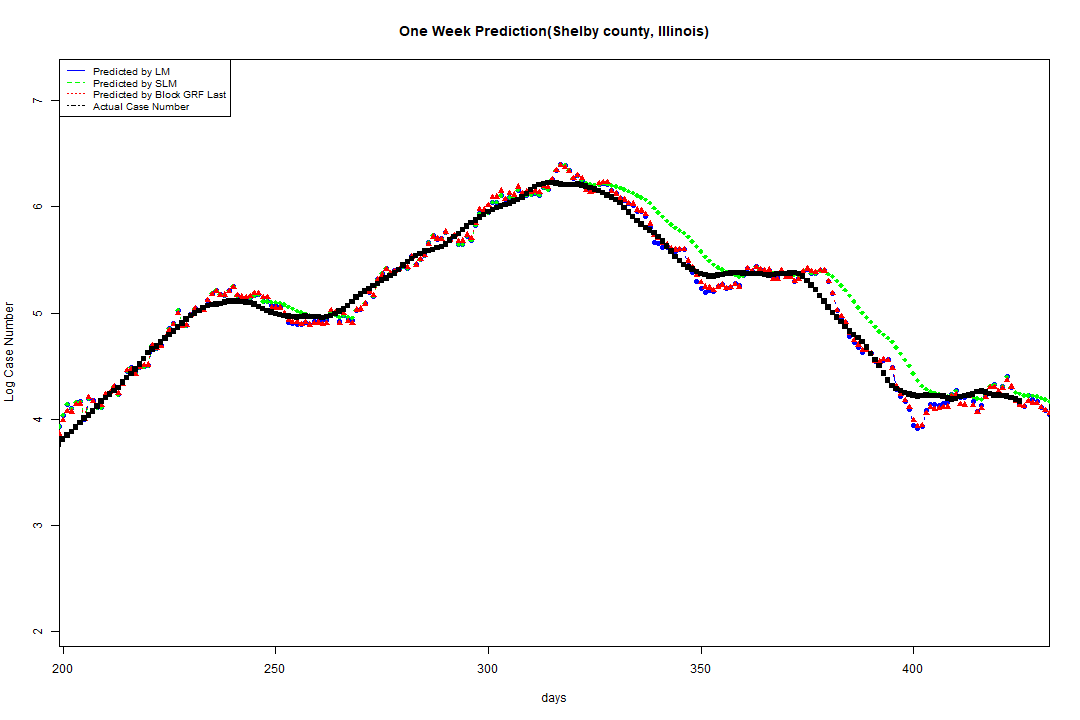 One Week Prediction(Shelby county, Illinois)
Predicted by LM
Predicted by SLM
Predicted by Block GRF Last
Actual Case Number
7
6
5
4
3
2
Log Case Number
200 250 300 350 400
days